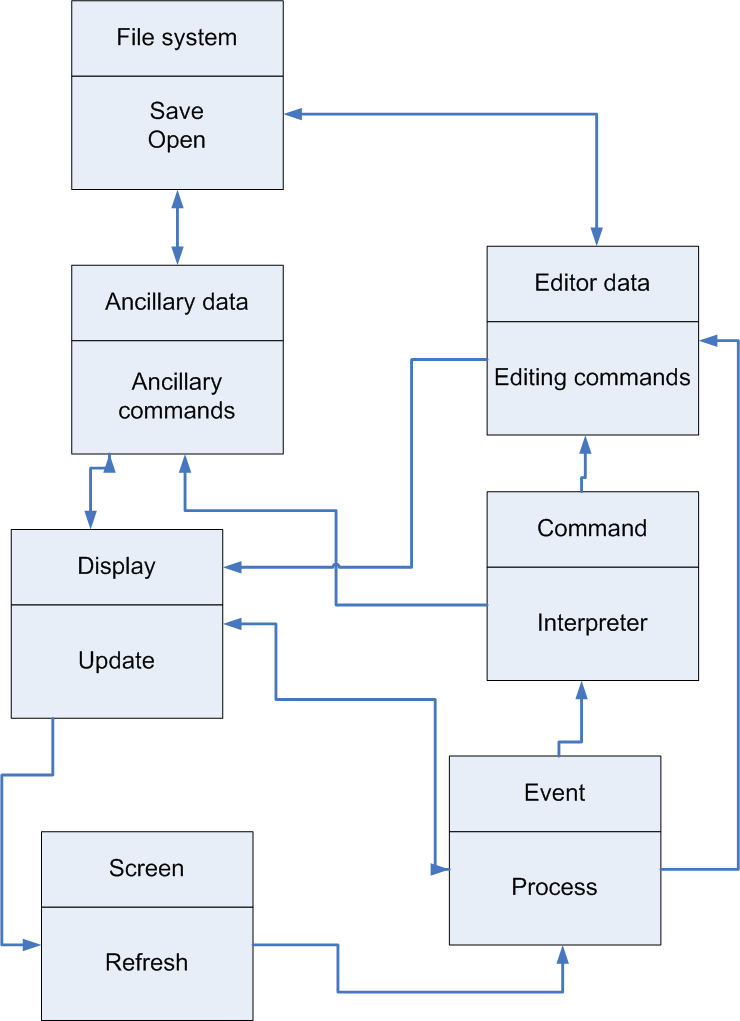 File system
Save
Open
Ancillary data
Ancillary
commands
Editor data
Editing commands
Display
Update
Command
Interpreter
Event
Process
Screen
Refresh